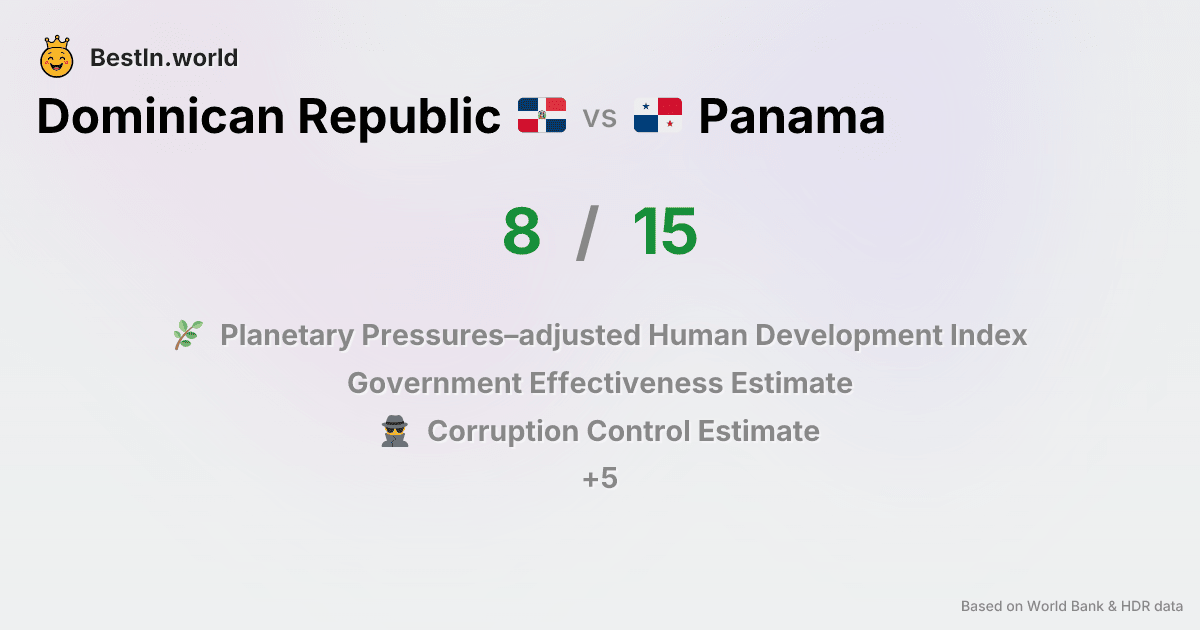 BestIn.world
Dominican Republic vs Panama
8 / 15
Planetary Pressures–adjusted Human Development Index
Government Effectiveness Estimate
Corruption Control Estimate
+5
Based on World Bank & HDR data